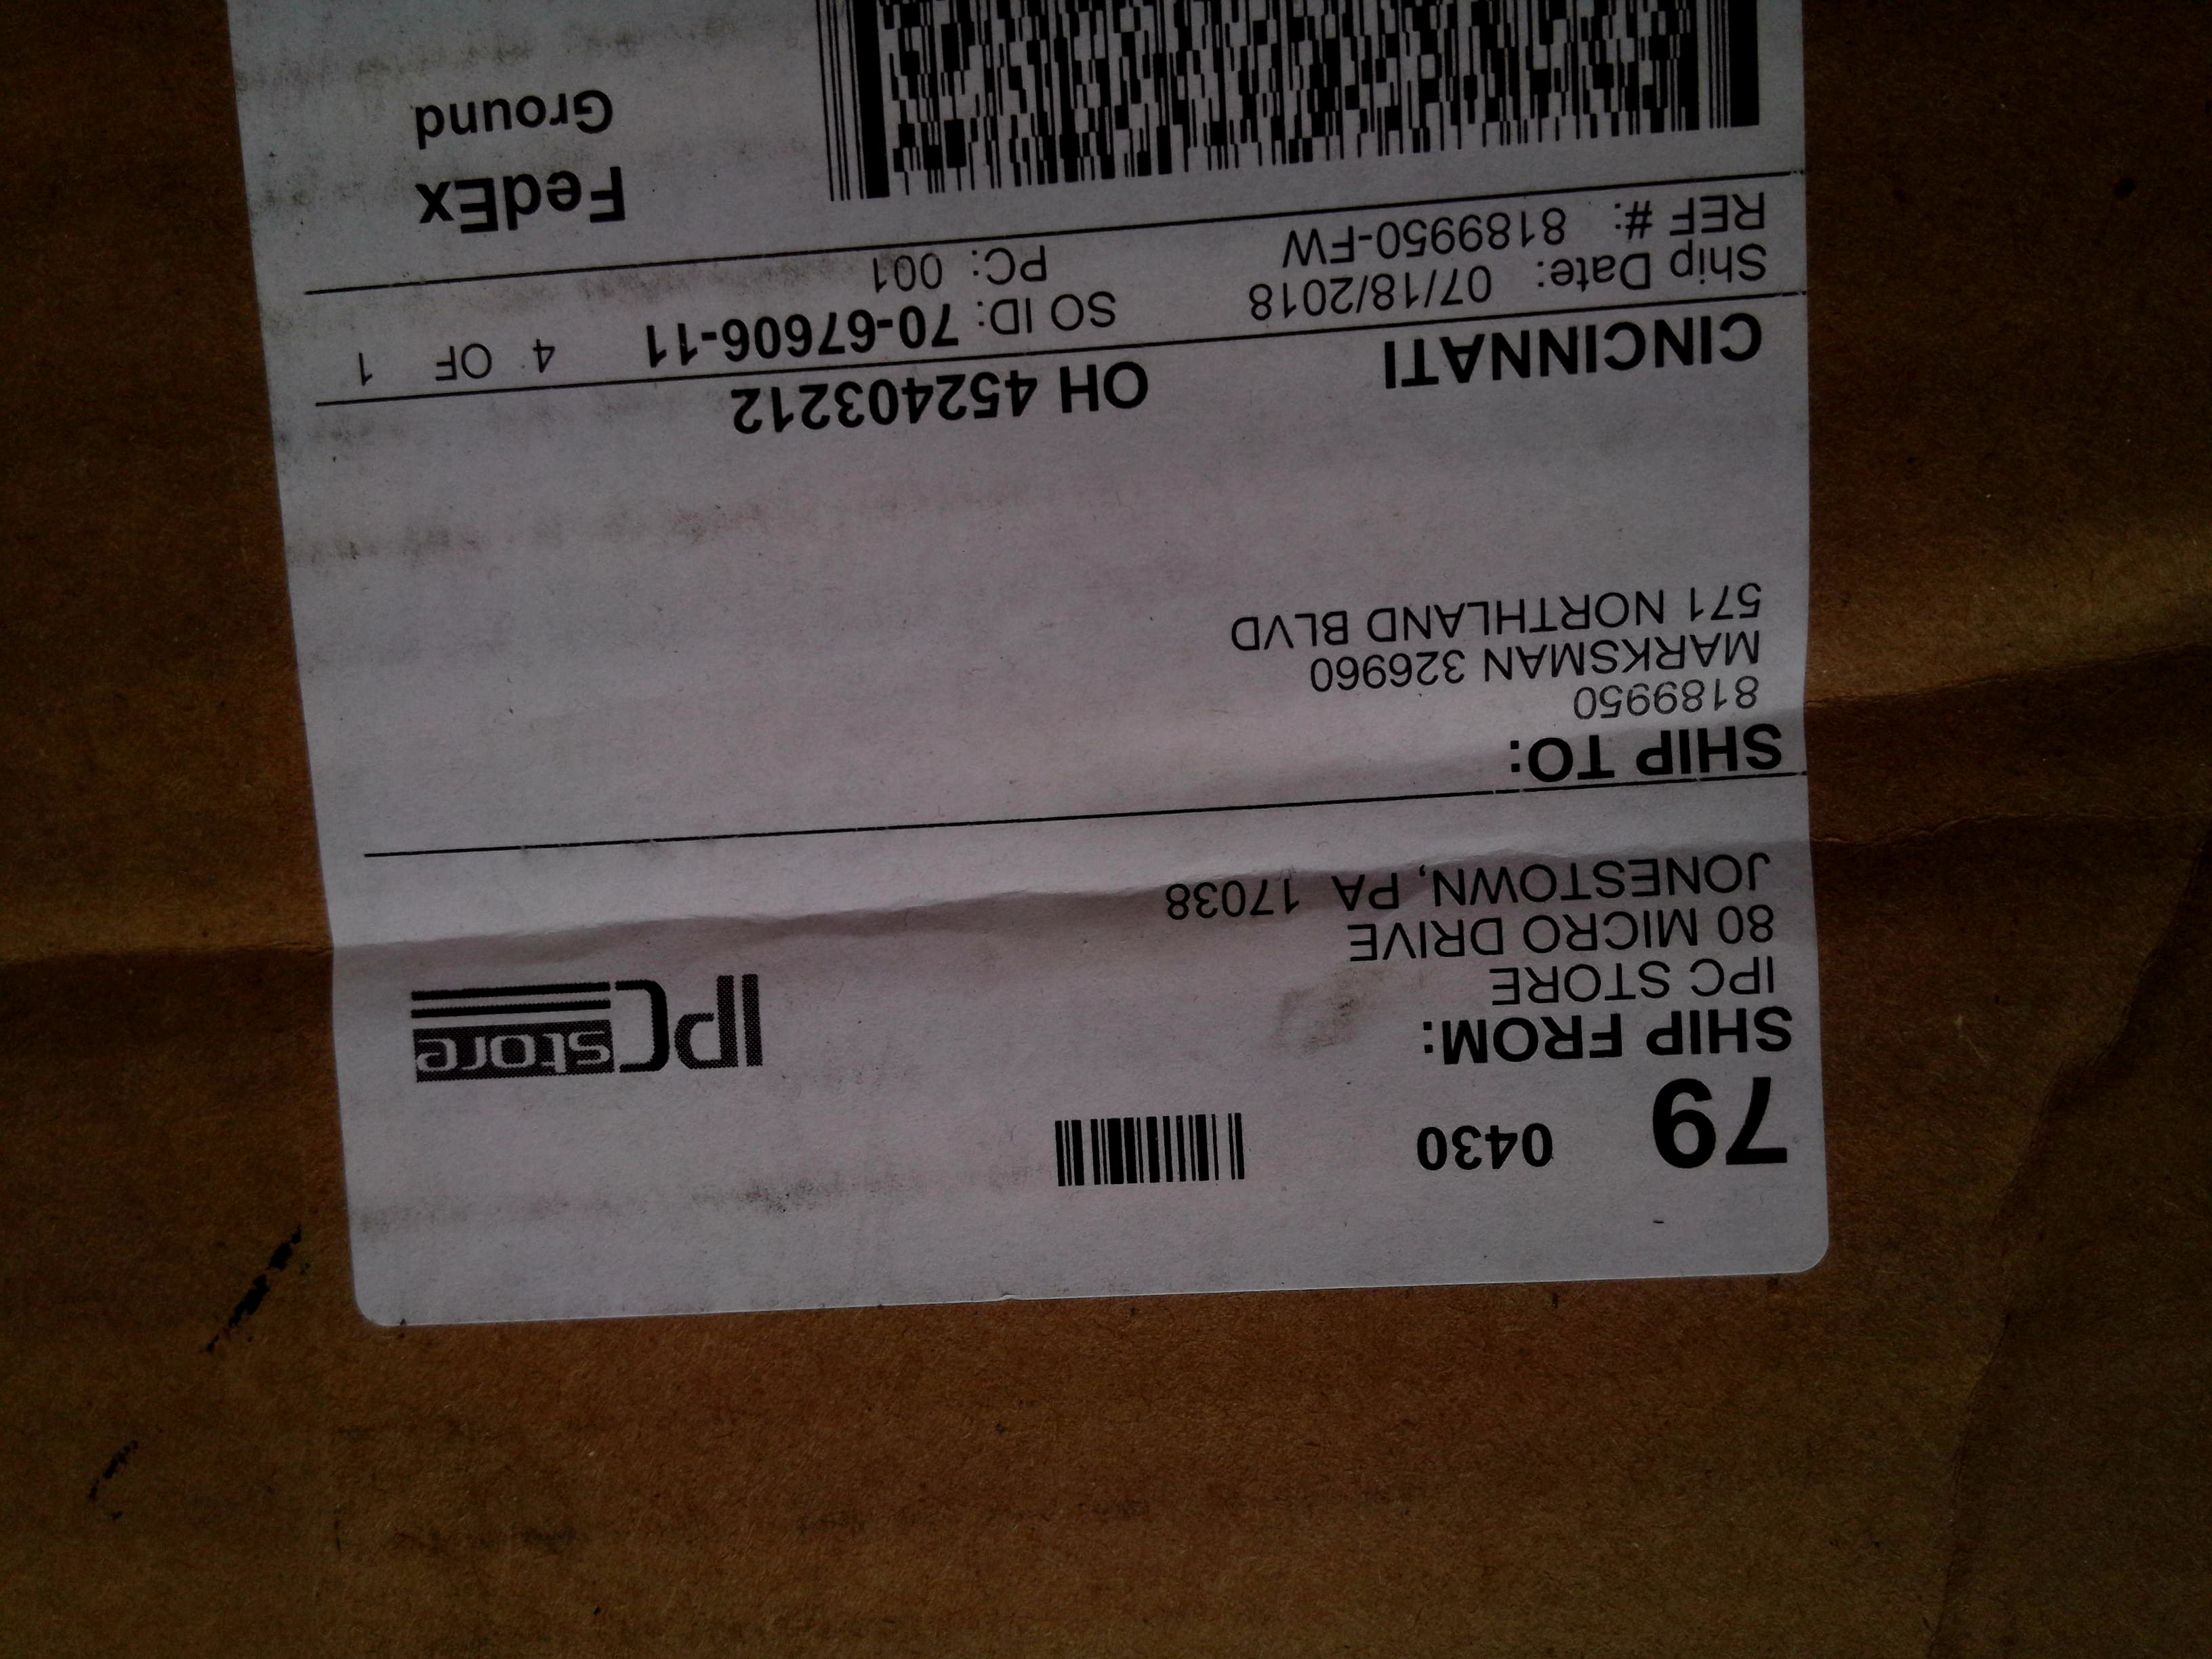 79 0430
SHIP FROM:
IPC STORE
80 MICRO DRIVE
JONESTOWN, PA 17038
IPCstore
SHIP TO:
8189950
MARKSMAN 326960
571 NORTHLAND BLVD
CINCINNATI OH 452403212
Ship Date: 07/18/2018 SO ID: 70-67606-11 4 OF 1
REF #: 8189950-FW PC: 001
FedEx
Ground